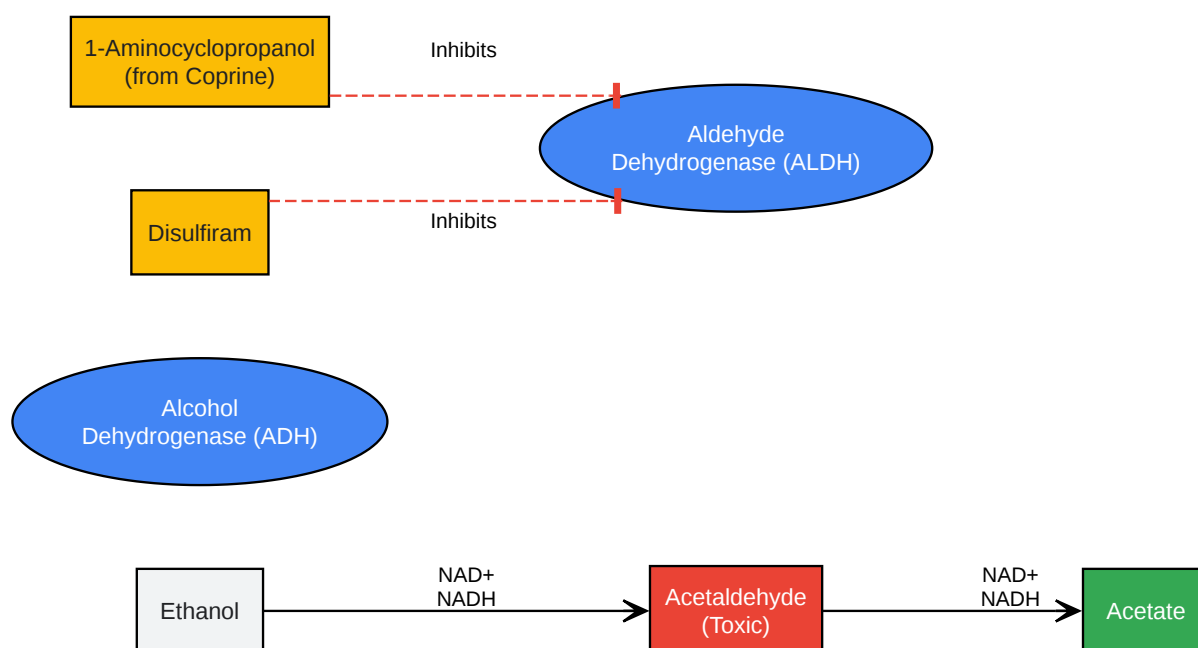 1-Aminocyclopropanol
(from Coprine)
Inhibits
Aldehyde
Dehydrogenase (ALDH)
Disulfiram
Inhibits
Alcohol
Dehydrogenase (ADH)
Ethanol
NAD+
NADH
Acetaldehyde
(Toxic)
NAD+
NADH
Acetate